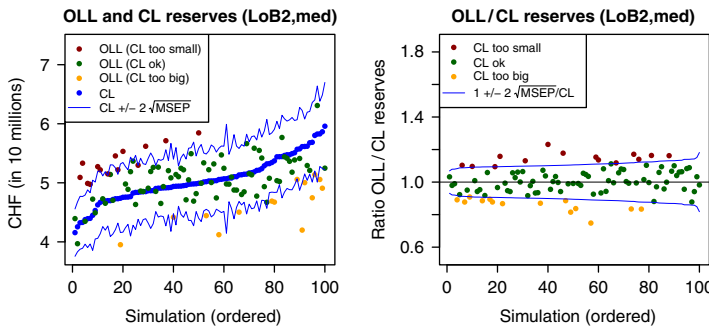 OLL and CL reserves (LoB2,med)
CHF (in 10 millions)
7
6
5
4
OLL (CL too small)
OLL (CL ok)
OLL (CL too big)
CL
CL +/− 2 √MSEP
0 20 40 60 80 100
Simulation (ordered)
OLL/CL reserves (LoB2,med)
Ratio OLL/ CL reserves
1.8
1.4
1.0
0.6
CL too small
CL ok
CL too big
1 +/− 2 √MSEP/CL
0 20 40 60 80 100
Simulation (ordered)